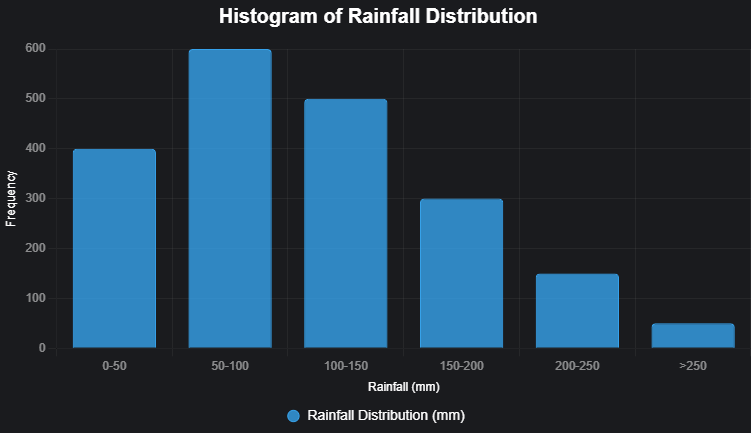 Histogram of Rainfall Distribution
600
500
400
300
200
100
0
Frequency
0-50 50-100 100-150 150-200 200-250 >250
Rainfall (mm)
Rainfall Distribution (mm)